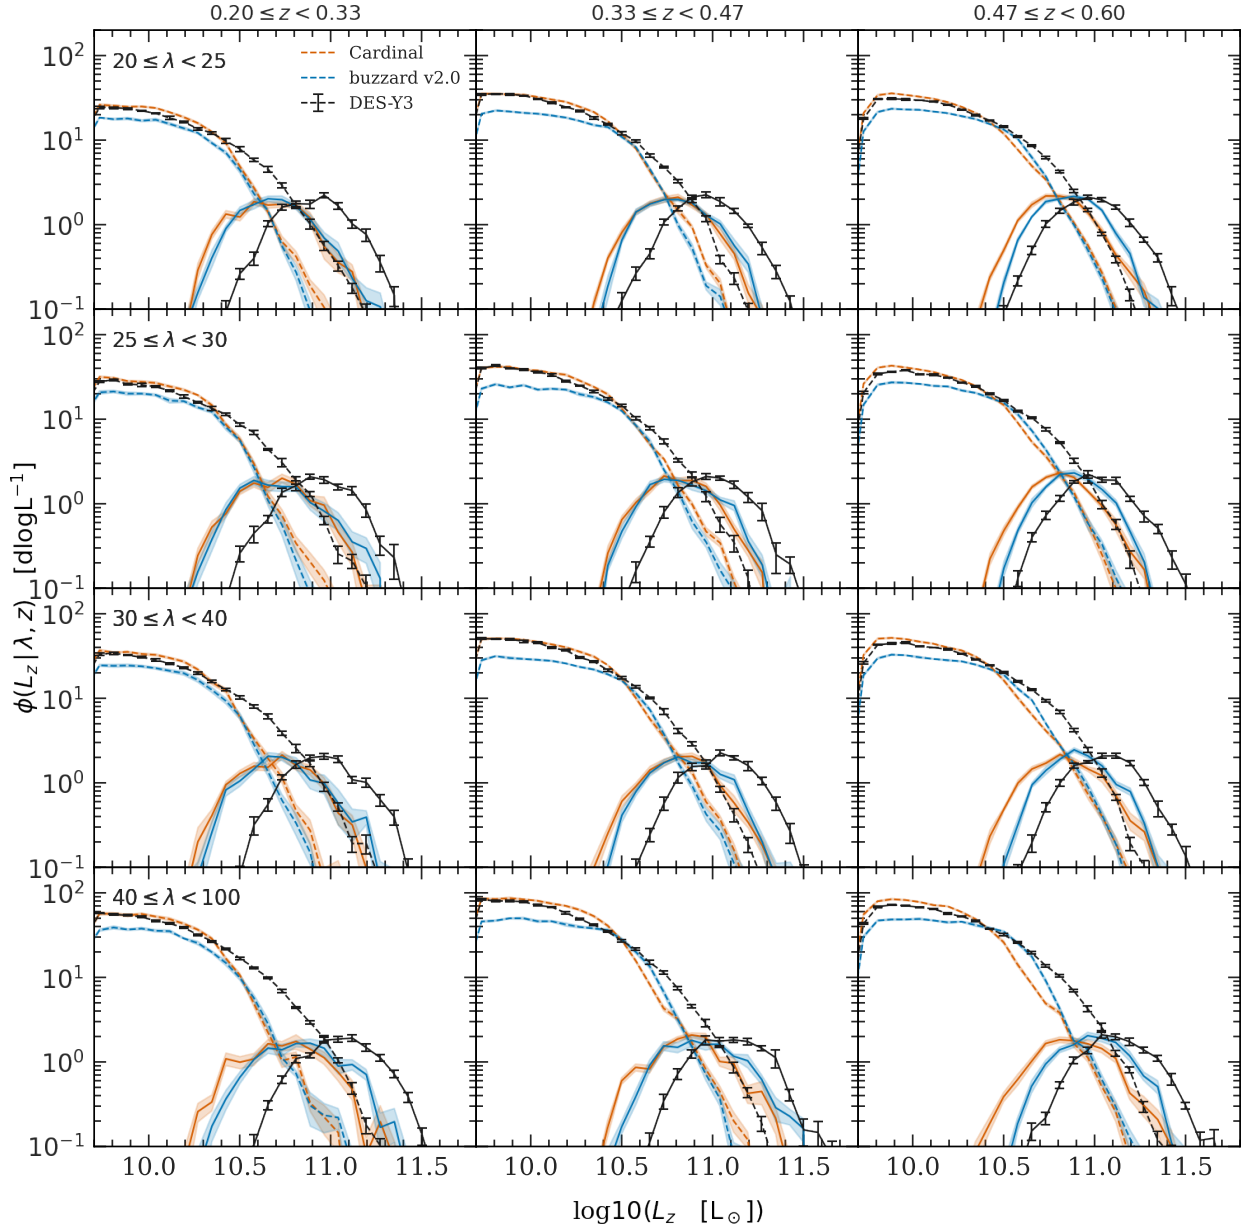 0.20 ≤ z < 0.33
0.33 ≤ z < 0.47
0.47 ≤ z < 0.60
20 ≤ λ < 25
Cardinal
buzzard v2.0
DES-Y3
10²
10¹
10⁰
10⁻¹
25 ≤ λ < 30
10²
10¹
10⁰
10⁻¹
ϕ(L_z | λ, z) [dlogL⁻¹]
30 ≤ λ < 40
10²
10¹
10⁰
10⁻¹
40 ≤ λ < 100
10²
10¹
10⁰
10⁻¹
10.0 10.5 11.0 11.5
10.0 10.5 11.0 11.5
10.0 10.5 11.0 11.5
log10(L_z [L_⊙])